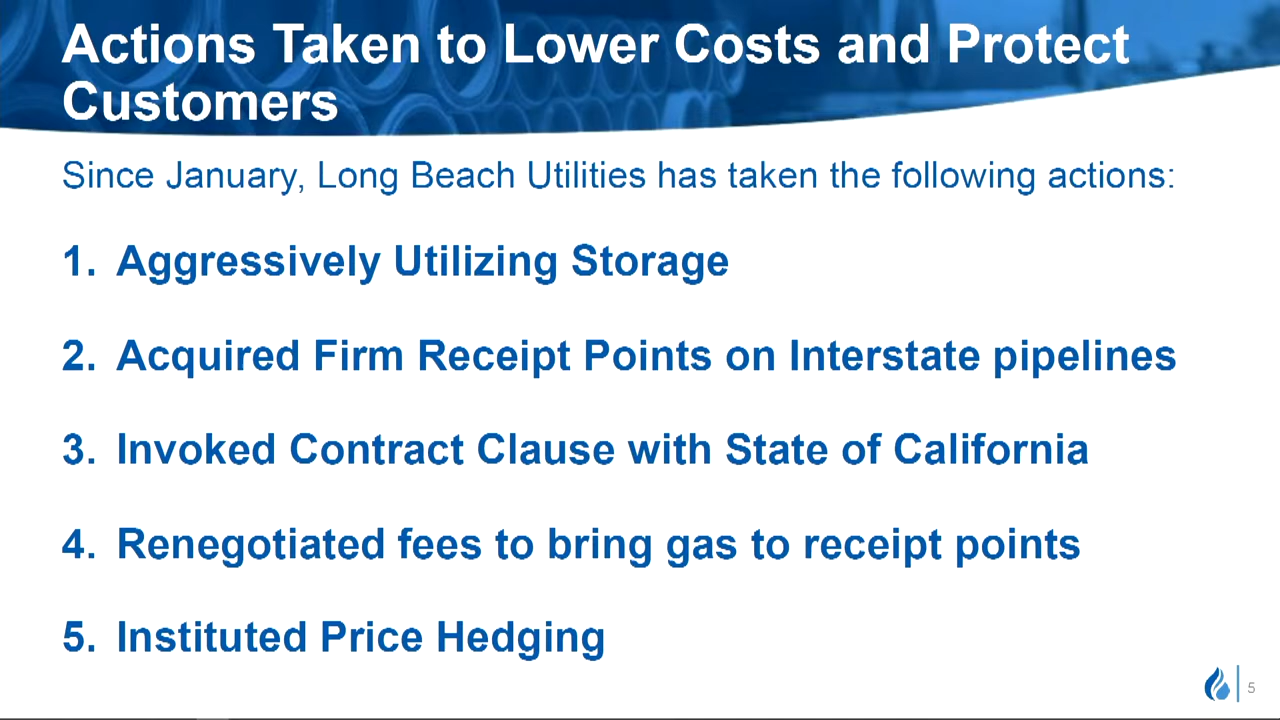 Actions Taken to Lower Costs and Protect
Customers
Since January, Long Beach Utilities has taken the following actions:
1. Aggressively Utilizing Storage
2. Acquired Firm Receipt Points on Interstate pipelines
3. Invoked Contract Clause with State of California
4. Renegotiated fees to bring gas to receipt points
5. Instituted Price Hedging
5